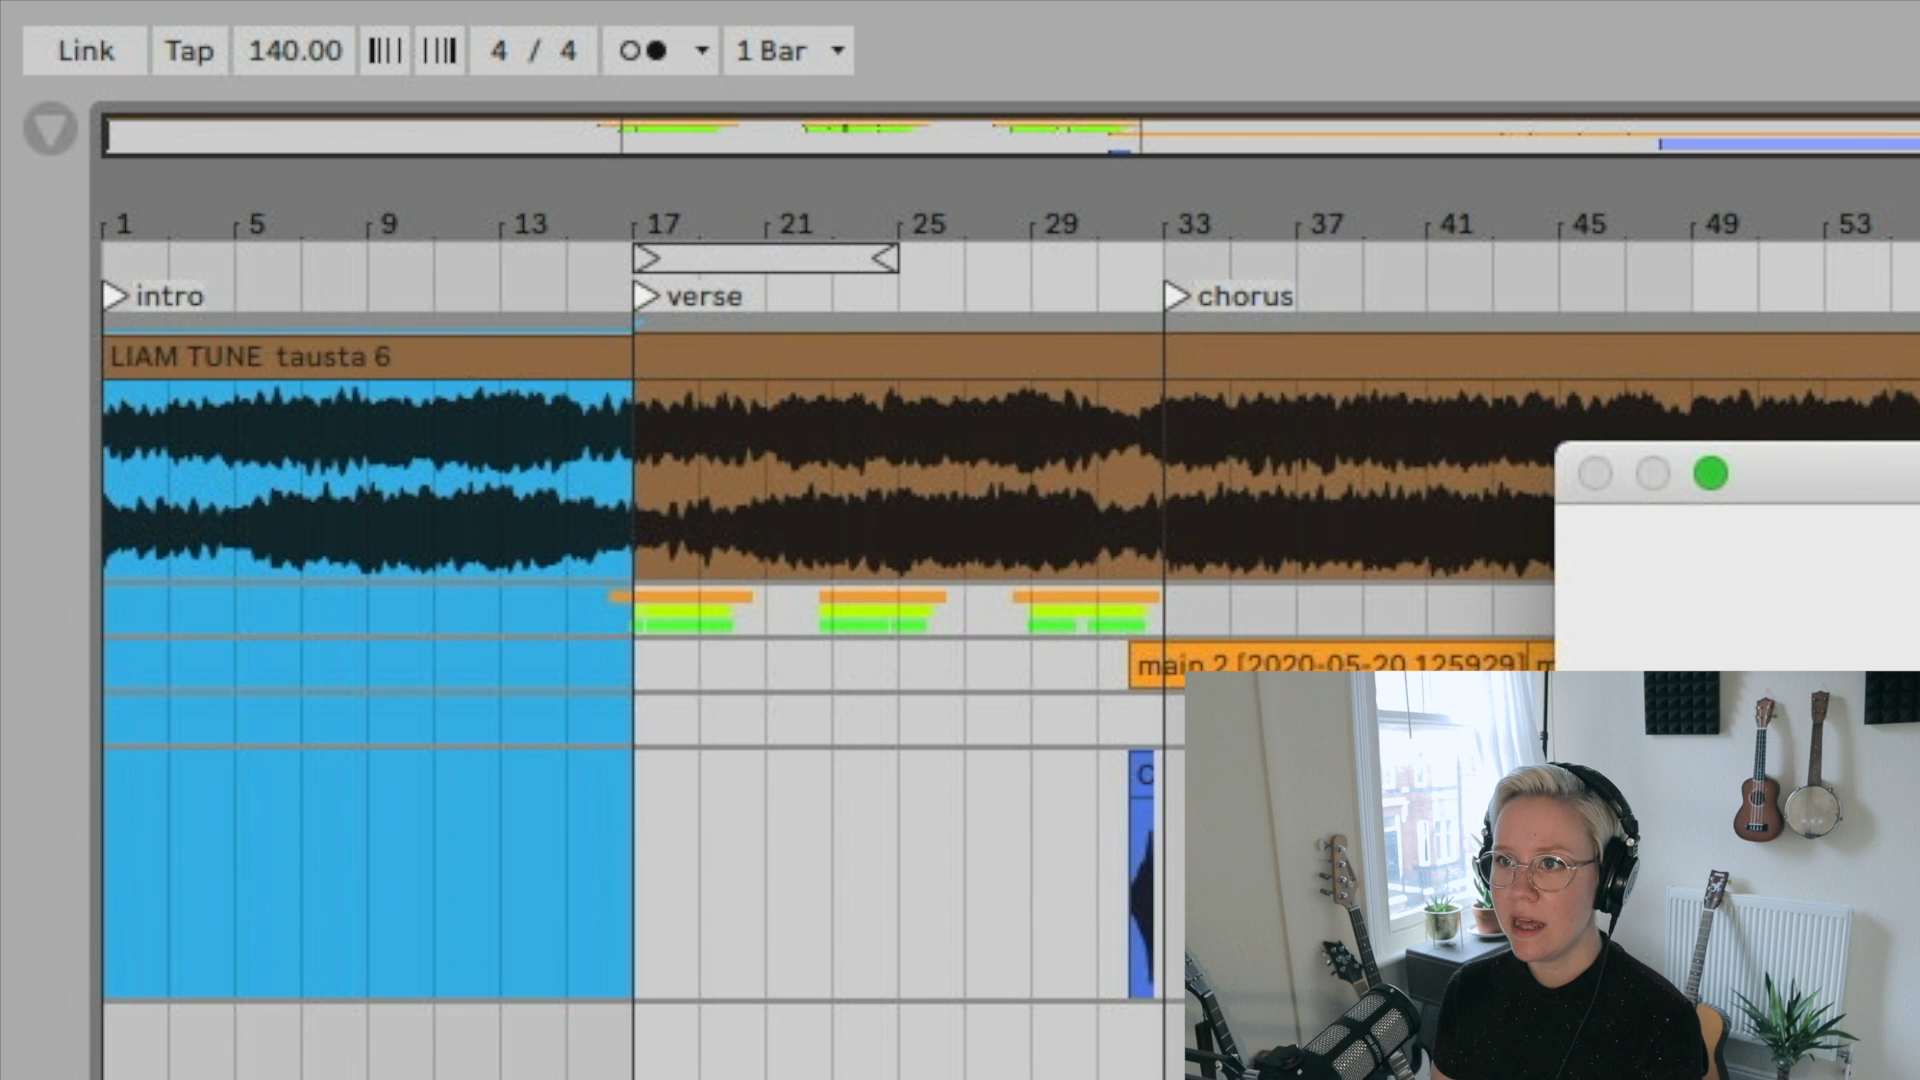 Link Tap 140.00 4 / 4 1 Bar
1 5 9 13 17 21 25 29 33 37 41 45 49 53
intro verse chorus
LIAM TUNE tausta 6
main 2 [2020-05-20 125929] m
C